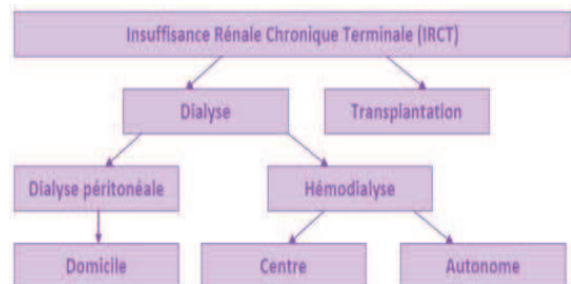 Insuffisance Rénale Chronique Terminale (IRCT)
Dialyse
Transplantation
Dialyse péritonéale
Hémodialyse
Domicile
Centre
Autonome